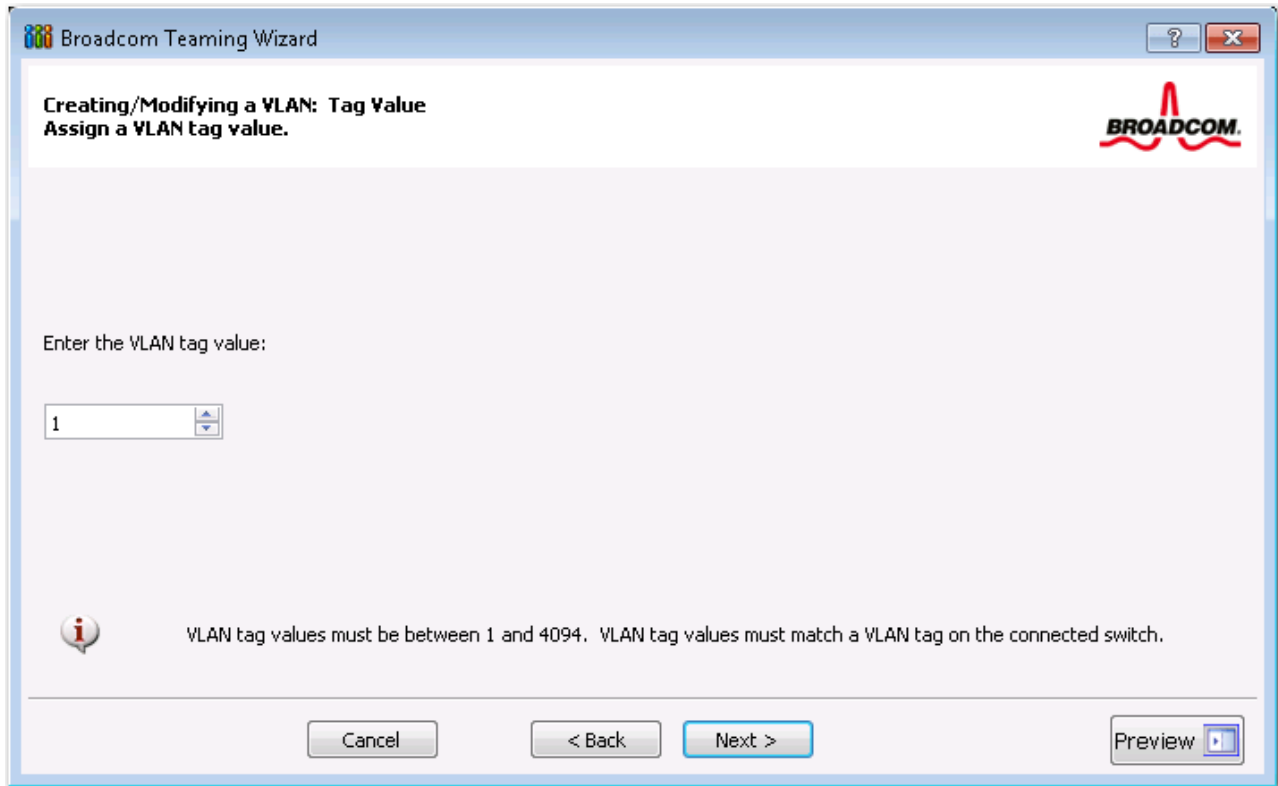 Broadcom Teaming Wizard
?
Creating/Modifying a VLAN: Tag Value
Assign a VLAN tag value.
BROADCOM.
Enter the VLAN tag value:
1
i
VLAN tag values must be between 1 and 4094. VLAN tag values must match a VLAN tag on the connected switch.
Cancel
< Back
Next >
Preview